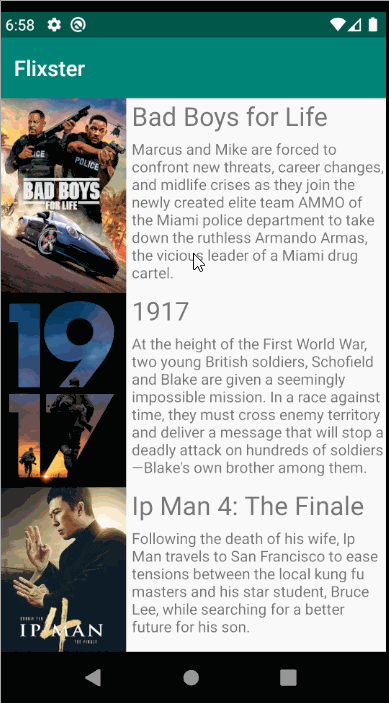 6:58
Flixster
POLICE
POLICE
BAD BOYS
FOR LIFE
Bad Boys for Life
Marcus and Mike are forced to
confront new threats, career changes,
and midlife crises as they join the
newly created elite team AMMO of
the Miami police department to take
down the ruthless Armando Armas,
the vicious leader of a Miami drug
cartel.
19
17
1917
At the height of the First World War,
two young British soldiers, Schofield
and Blake are given a seemingly
impossible mission. In a race against
time, they must cross enemy territory
and deliver a message that will stop a
deadly attack on hundreds of soldiers
—Blake's own brother among them.
DONNIE YEN
IP MAN
4
THE FINALE
Ip Man 4: The Finale
Following the death of his wife, Ip
Man travels to San Francisco to ease
tensions between the local kung fu
masters and his star student, Bruce
Lee, while searching for a better
future for his son.